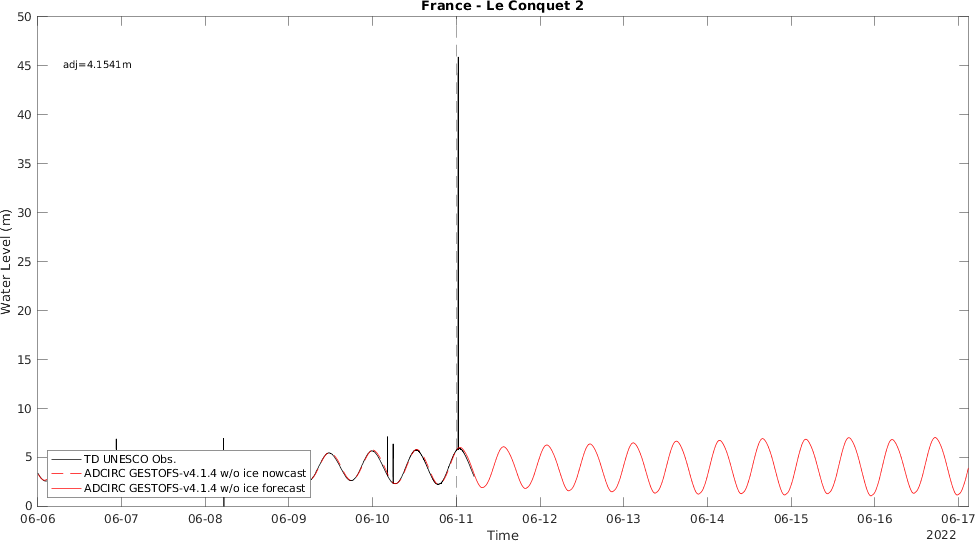 France - Le Conquet 2
50
45
40
35
30
25
20
15
10
5
0
Water Level (m)
adj=4.1541m
TD UNESCO Obs.
ADCIRC GESTOFS-v4.1.4 w/o ice nowcast
ADCIRC GESTOFS-v4.1.4 w/o ice forecast
06-06 06-07 06-08 06-09 06-10 06-11 06-12 06-13 06-14 06-15 06-16 06-17
Time
2022